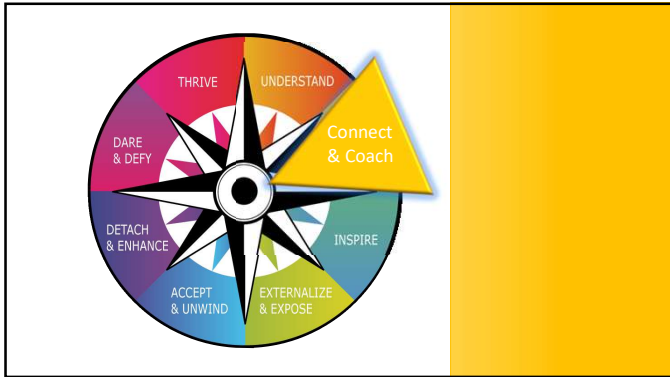 THRIVE
UNDERSTAND
Connect
& Coach
DARE
& DEFY
DETACH
& ENHANCE
INSPIRE
ACCEPT
& UNWIND
EXTERNALIZE
& EXPOSE